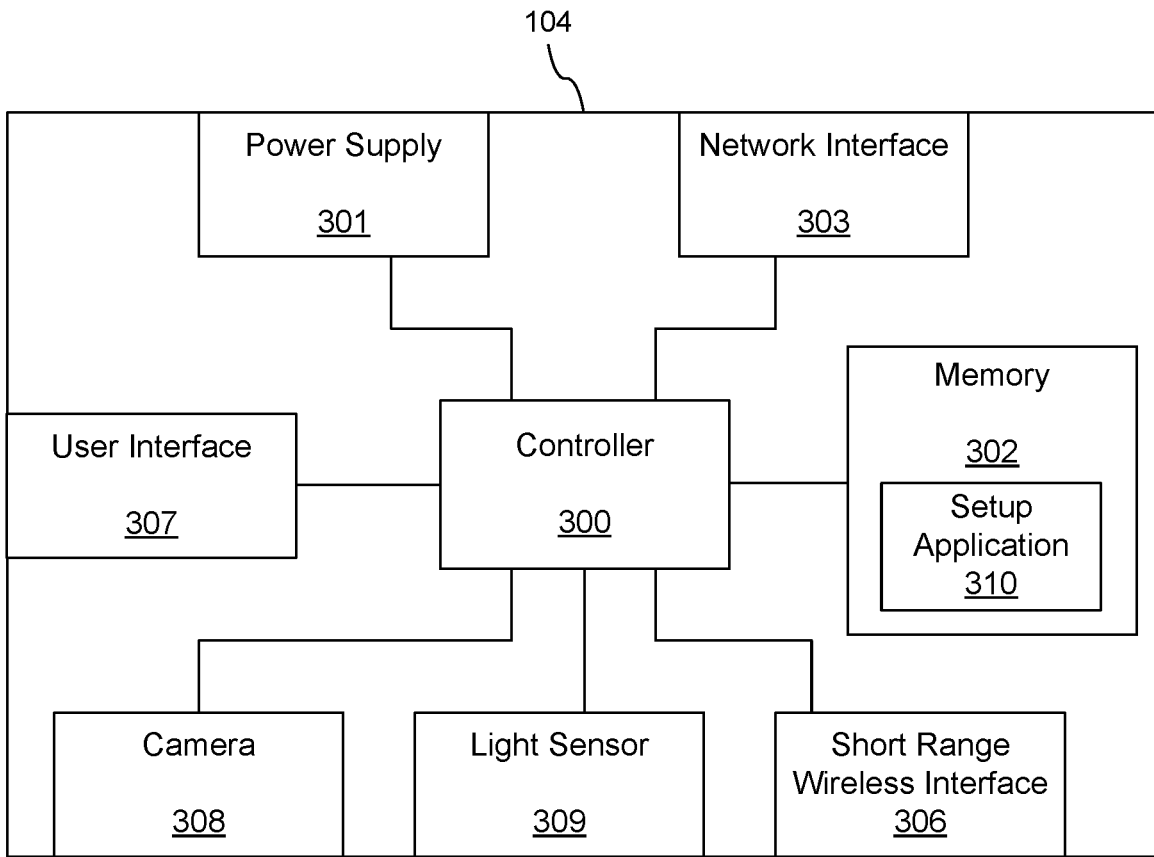 104
Power Supply
301
Network Interface
303
Memory
302
Setup
Application
310
User Interface
307
Controller
300
Camera
308
Light Sensor
309
Short Range
Wireless Interface
306